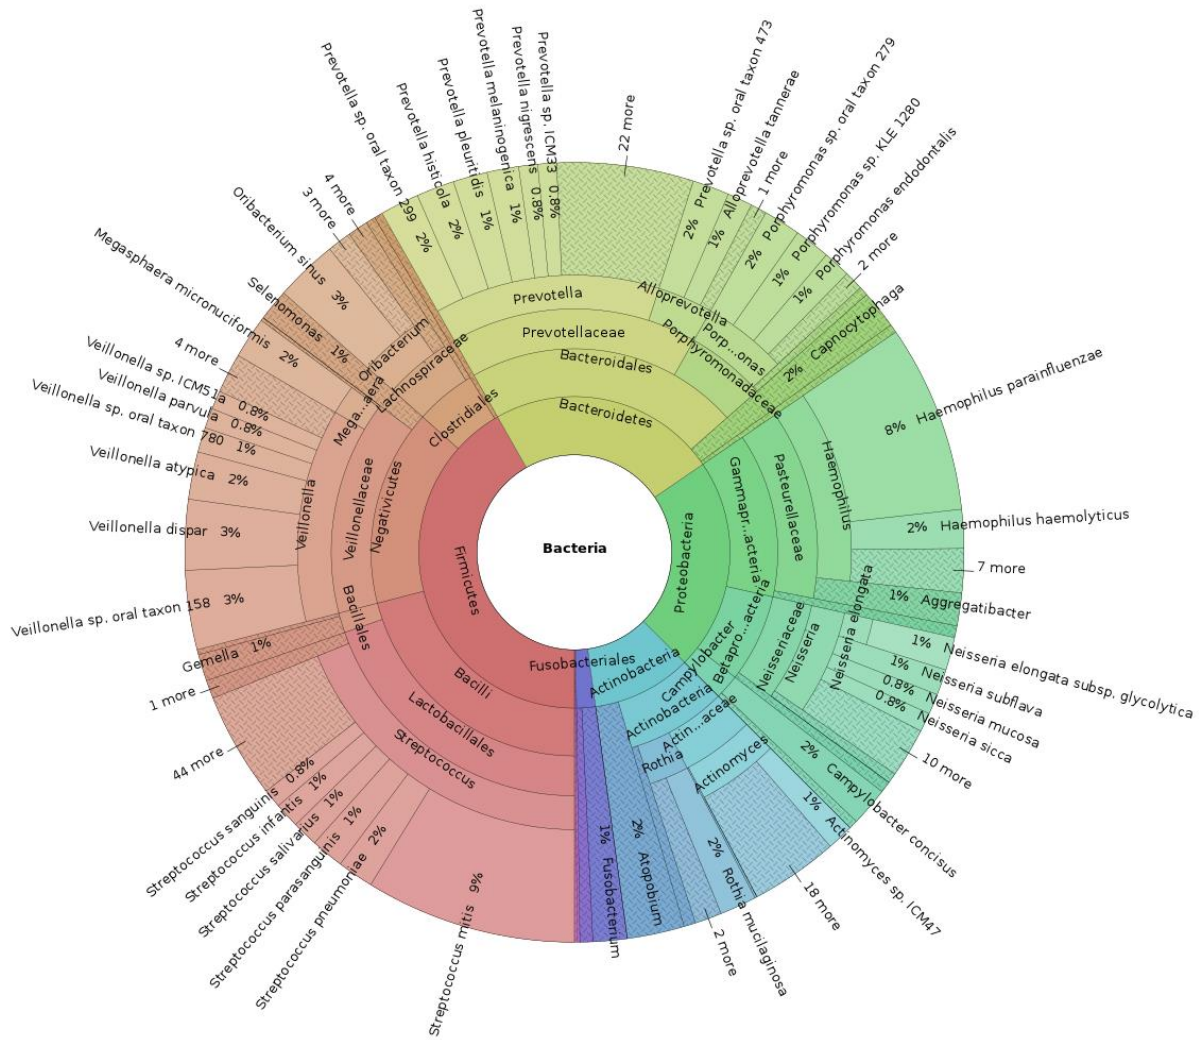 Bacteria
Firmicutes
Bacteroidetes
Proteobacteria
Actinobacteria
Fusobacteriales
Bacteroidales
Prevotellaceae
Prevotella
Prevotella sp. oral taxon 299 2%
Prevotella histicola 2%
Prevotella pleuritidis 1%
Prevotella melaninogenica 1%
Prevotella nigrescens 0.8%
Prevotella sp. ICM33 0.8%
22 more
Alloprevotella
2% Prevotella sp. oral taxon 473
1% Alloprevotella tannerae
1 more
Porphyromonadaceae
Porp...onas
2% Porphyromonas sp. oral taxon 279
1% Porphyromonas sp. KLE 1280
1% Porphyromonas endodontalis
2 more
2% Capnocytophaga
Gammapr...acteria
Pasteurellaceae
Haemophilus
8% Haemophilus parainfluenzae
2% Haemophilus haemolyticus
7 more
1% Aggregatibacter
Betapro...acteria
Neisseriaceae
Neisseria
Neisseria elongata
1% Neisseria elongata subsp. glycolytica
1% Neisseria subflava
0.8% Neisseria mucosa
0.8% Neisseria sicca
10 more
Campylobacter
2% Campylobacter concisus
Actinobacteria
Actin...aceae
Actinomyces
1% Actinomyces sp. ICM47
18 more
Rothia
2% Rothia mucilaginosa
2 more
2% Atopobium
1% Fusobacterium
Bacilli
Lactobacillales
Streptococcus
Streptococcus mitis 9%
Streptococcus pneumoniae 2%
Streptococcus parasanguinis 1%
Streptococcus salivarius 1%
Streptococcus infantis 1%
Streptococcus sanguinis 0.8%
44 more
1 more
Bacillales
Gemella 1%
Negativicutes
Veillonellaceae
Veillonella
Veillonella sp. oral taxon 158 3%
Veillonella dispar 3%
Veillonella atypica 2%
Veillonella sp. oral taxon 780 1%
Veillonella parvula 0.8%
Veillonella sp. ICM51a 0.8%
4 more
Mega...aera
Megasphaera micronuciformis 2%
Selenomonas 1%
Clostridiales
Lachnospiraceae
Oribacterium
Oribacterium sinus 3%
3 more
4 more